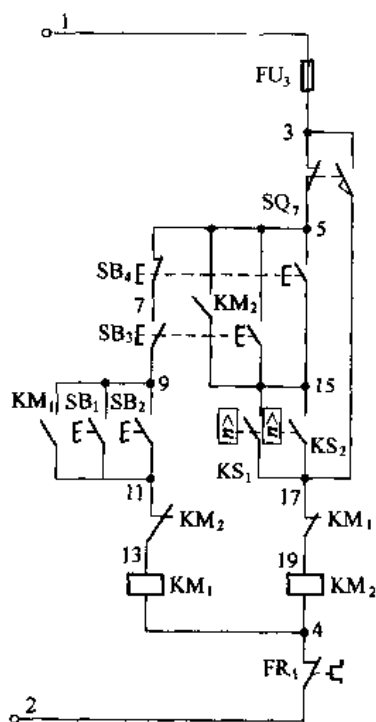 1
FU₃
3
SQ₇
5
SB₄
7
KM₂
SB₃
9
15
KM₁
SB₁
SB₂
n>
n>
KS₂
KS₁
11
17
KM₂
KM₁
13
19
KM₁
KM₂
4
FR₁
2